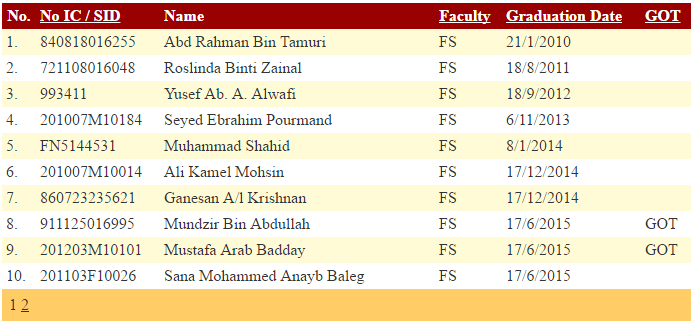 No. No IC / SID Name Faculty Graduation Date GOT
1. 840818016255 Abd Rahman Bin Tamuri FS 21/1/2010
2. 721108016048 Roslinda Binti Zainal FS 18/8/2011
3. 993411 Yusef Ab. A. Alwafi FS 18/9/2012
4. 201007M10184 Seyed Ebrahim Pourmand FS 6/11/2013
5. FN5144531 Muhammad Shahid FS 8/1/2014
6. 201007M10014 Ali Kamel Mohsin FS 17/12/2014
7. 860723235621 Ganesan A/l Krishnan FS 17/12/2014
8. 911125016995 Mundzir Bin Abdullah FS 17/6/2015 GOT
9. 201203M10101 Mustafa Arab Badday FS 17/6/2015 GOT
10. 201103F10026 Sana Mohammed Anayb Baleg FS 17/6/2015
1 2